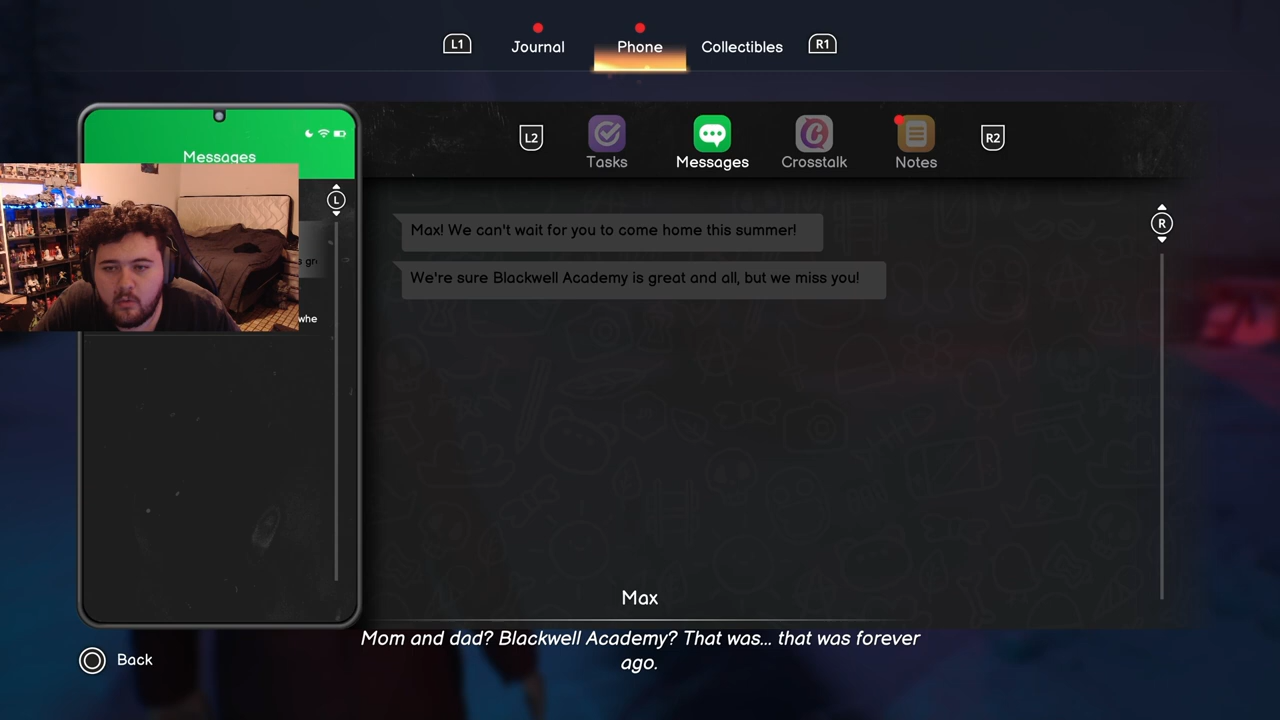 L1
Journal
Phone
Collectibles
R1
Messages
L2
Tasks
Messages
Crosstalk
Notes
R2
L
R
Max! We can't wait for you to come home this summer!
We're sure Blackwell Academy is great and all, but we miss you!
Max
Mom and dad? Blackwell Academy? That was... that was forever
ago.
Back